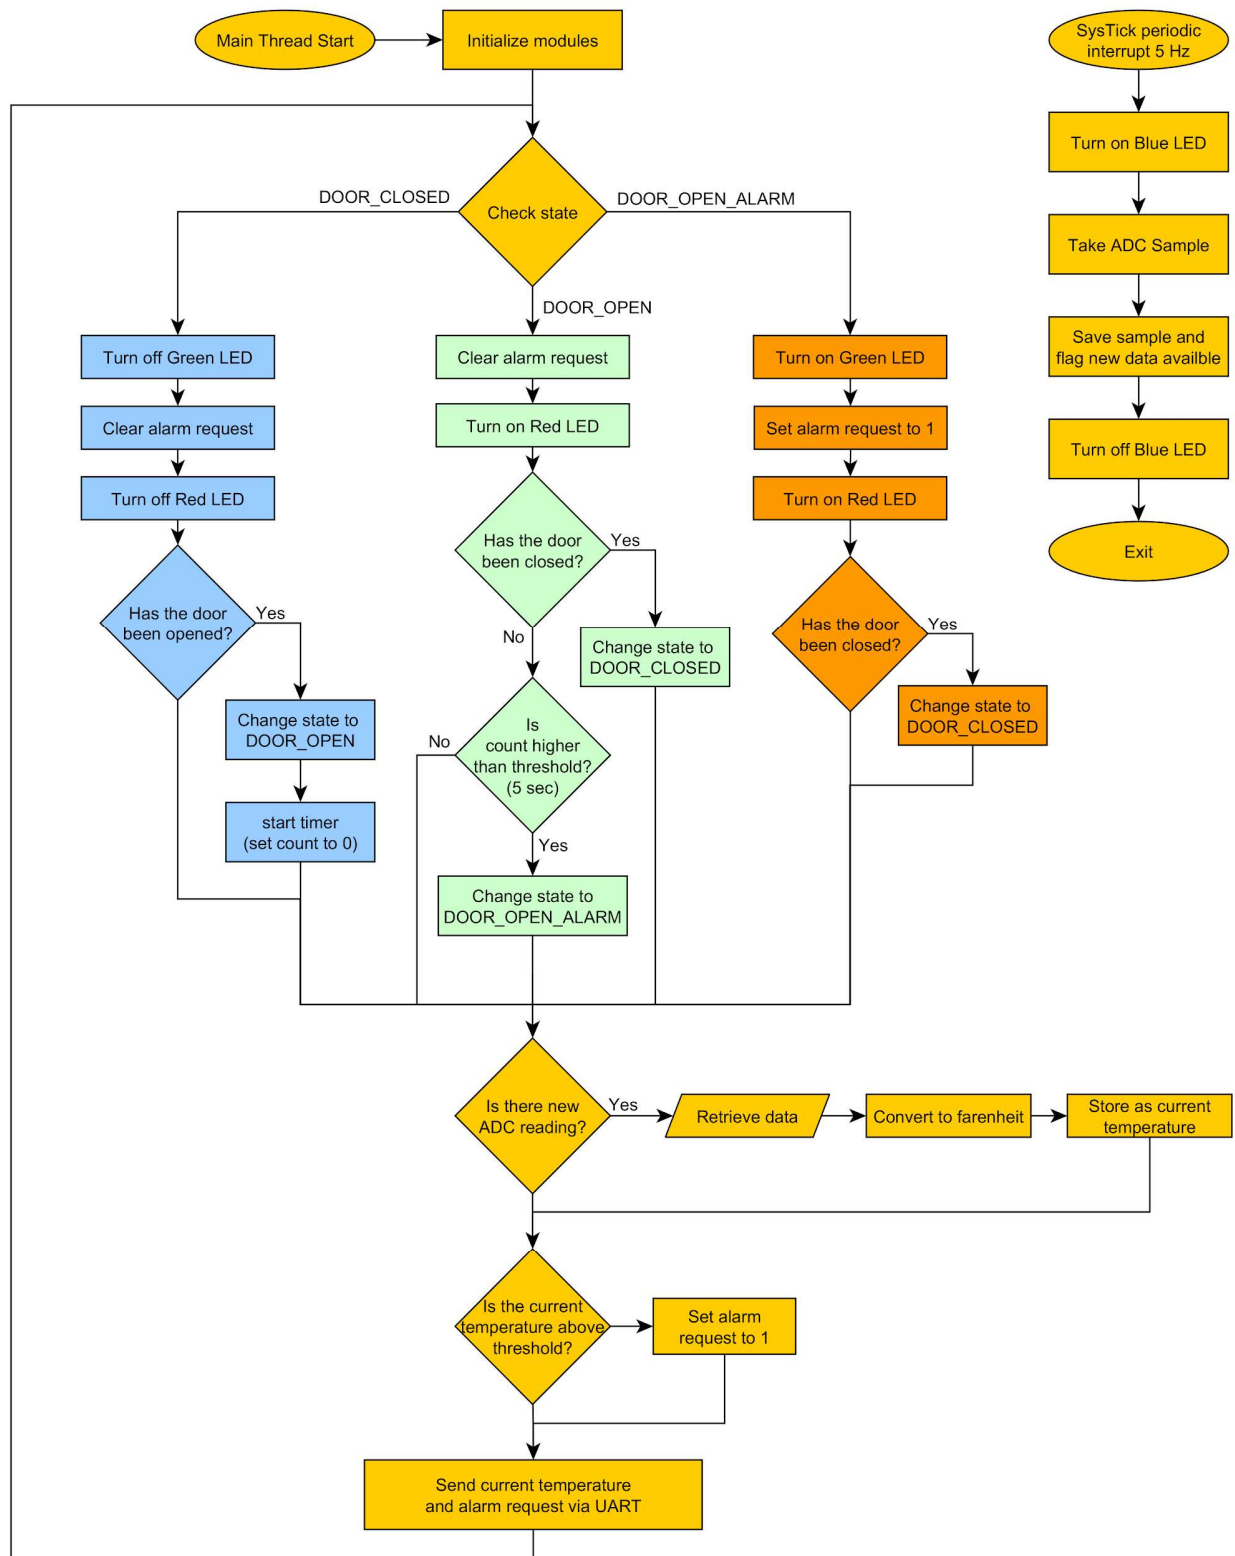 Main Thread Start
Initialize modules
SysTick periodic
interrupt 5 Hz
Turn on Blue LED
Take ADC Sample
Save sample and
flag new data availble
Turn off Blue LED
Exit
Check state
DOOR_CLOSED
DOOR_OPEN
DOOR_OPEN_ALARM
Turn off Green LED
Clear alarm request
Turn off Red LED
Has the door
been opened?
Yes
Change state to
DOOR_OPEN
start timer
(set count to 0)
Clear alarm request
Turn on Red LED
Has the door
been closed?
Yes
Change state to
DOOR_CLOSED
No
Is
count higher
than threshold?
(5 sec)
No
Yes
Change state to
DOOR_OPEN_ALARM
Turn on Green LED
Set alarm request to 1
Turn on Red LED
Has the door
been closed?
Yes
Change state to
DOOR_CLOSED
Is there new
ADC reading?
Yes
Retrieve data
Convert to farenheit
Store as current
temperature
Is the current
temperature above
threshold?
Set alarm
request to 1
Send current temperature
and alarm request via UART